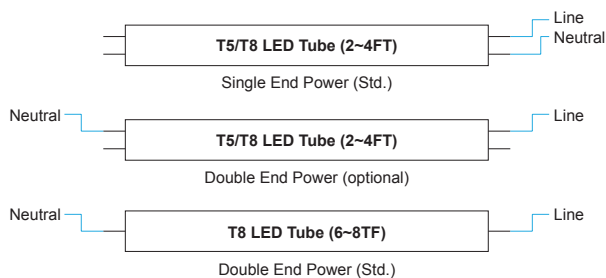 Line
T5/T8 LED Tube (2~4FT)
Neutral
Single End Power (Std.)
Neutral
Line
T5/T8 LED Tube (2~4FT)
Double End Power (optional)
Neutral
Line
T8 LED Tube (6~8TF)
Double End Power (Std.)